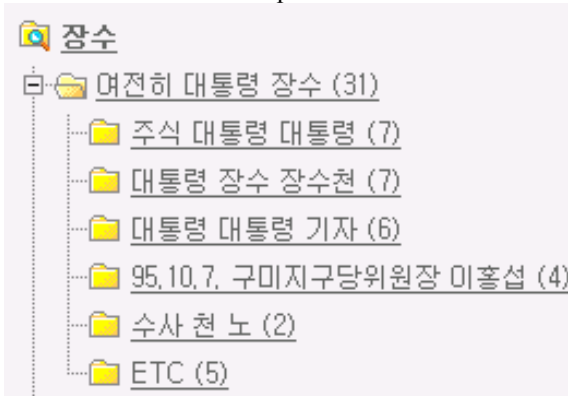 장수
여전히 대통령 장수 (31)
주식 대통령 대통령 (7)
대통령 장수 장수천 (7)
대통령 대통령 기자 (6)
95,10,7, 구미지구당위원장 이홍섭 (4)
수사 천 노 (2)
ETC (5)